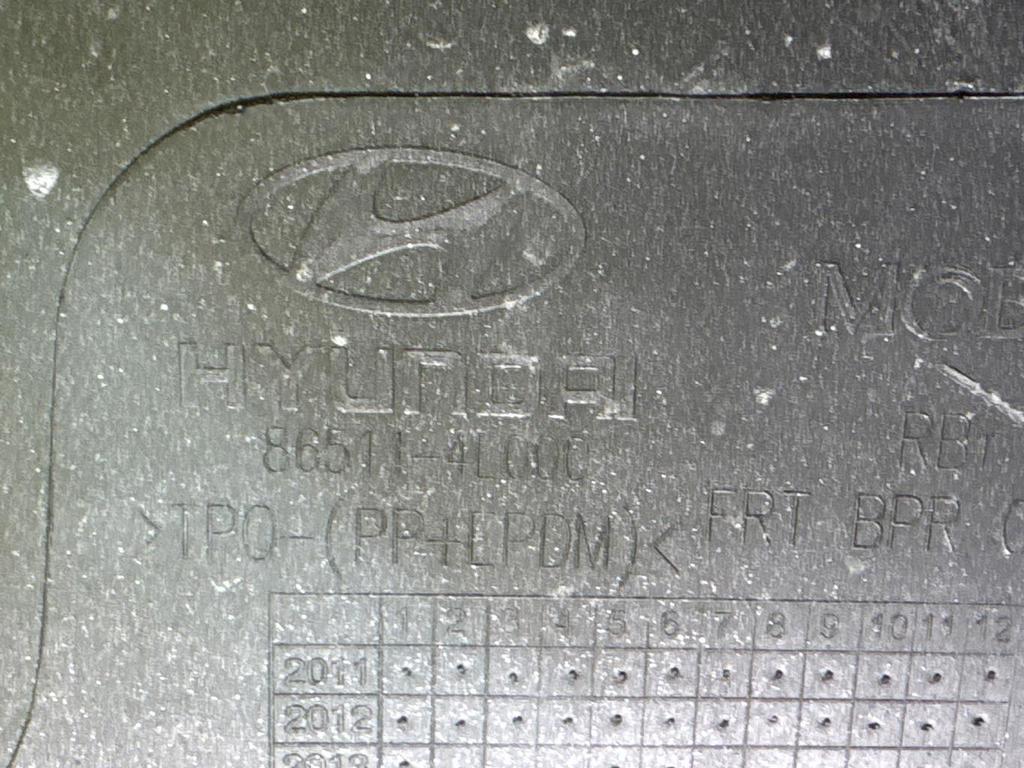 HYUNDAI
86511-4L000
>TPO-(PP+EPDM)<
FRT BPR
1 2 3 4 5 6 7 8 9 10 11 12
2011
2012
2013